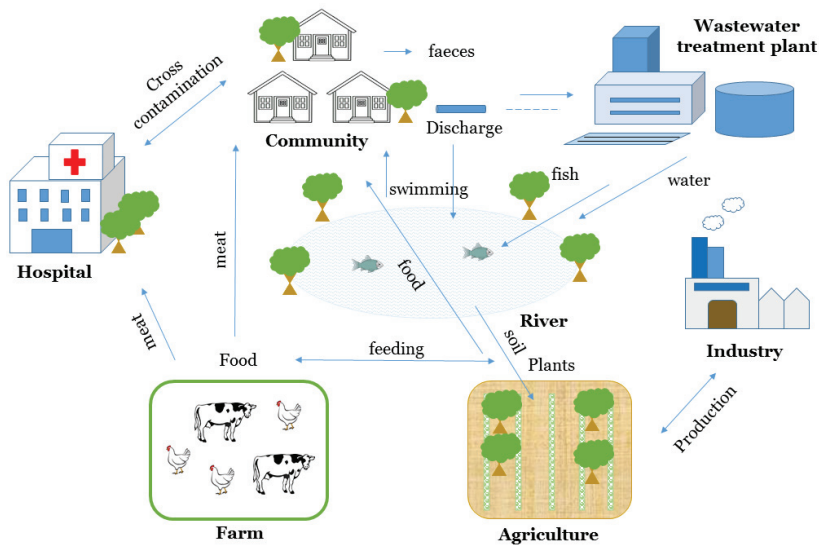 Wastewater
treatment plant
faeces
Cross
contamination
Community
Discharge
fish
swimming
water
Hospital
meat
food
River
soil
Industry
meat
Food
feeding
Plants
Production
Farm
Agriculture